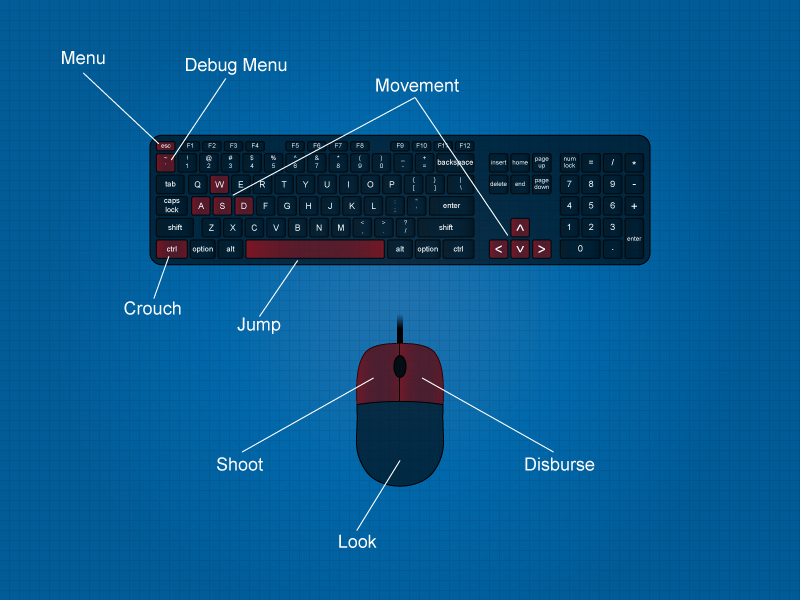 Menu
Debug Menu
Movement
esc F1 F2 F3 F4 F5 F6 F7 F8 F9 F10 F11 F12
~ ! @ # $ % ^ & * ( ) _ + backspace insert home page up num lock = / *
` 1 2 3 4 5 6 7 8 9 0 - =
tab Q W E R T Y U I O P { } | delete end page down 7 8 9 -
[ ] \
caps lock A S D F G H J K L : " enter 4 5 6 +
; '
shift Z X C V B N M < > ? shift ʌ 1 2 3 enter
, . /
ctrl option alt alt option ctrl < v > 0 .
Crouch
Jump
Shoot
Disburse
Look